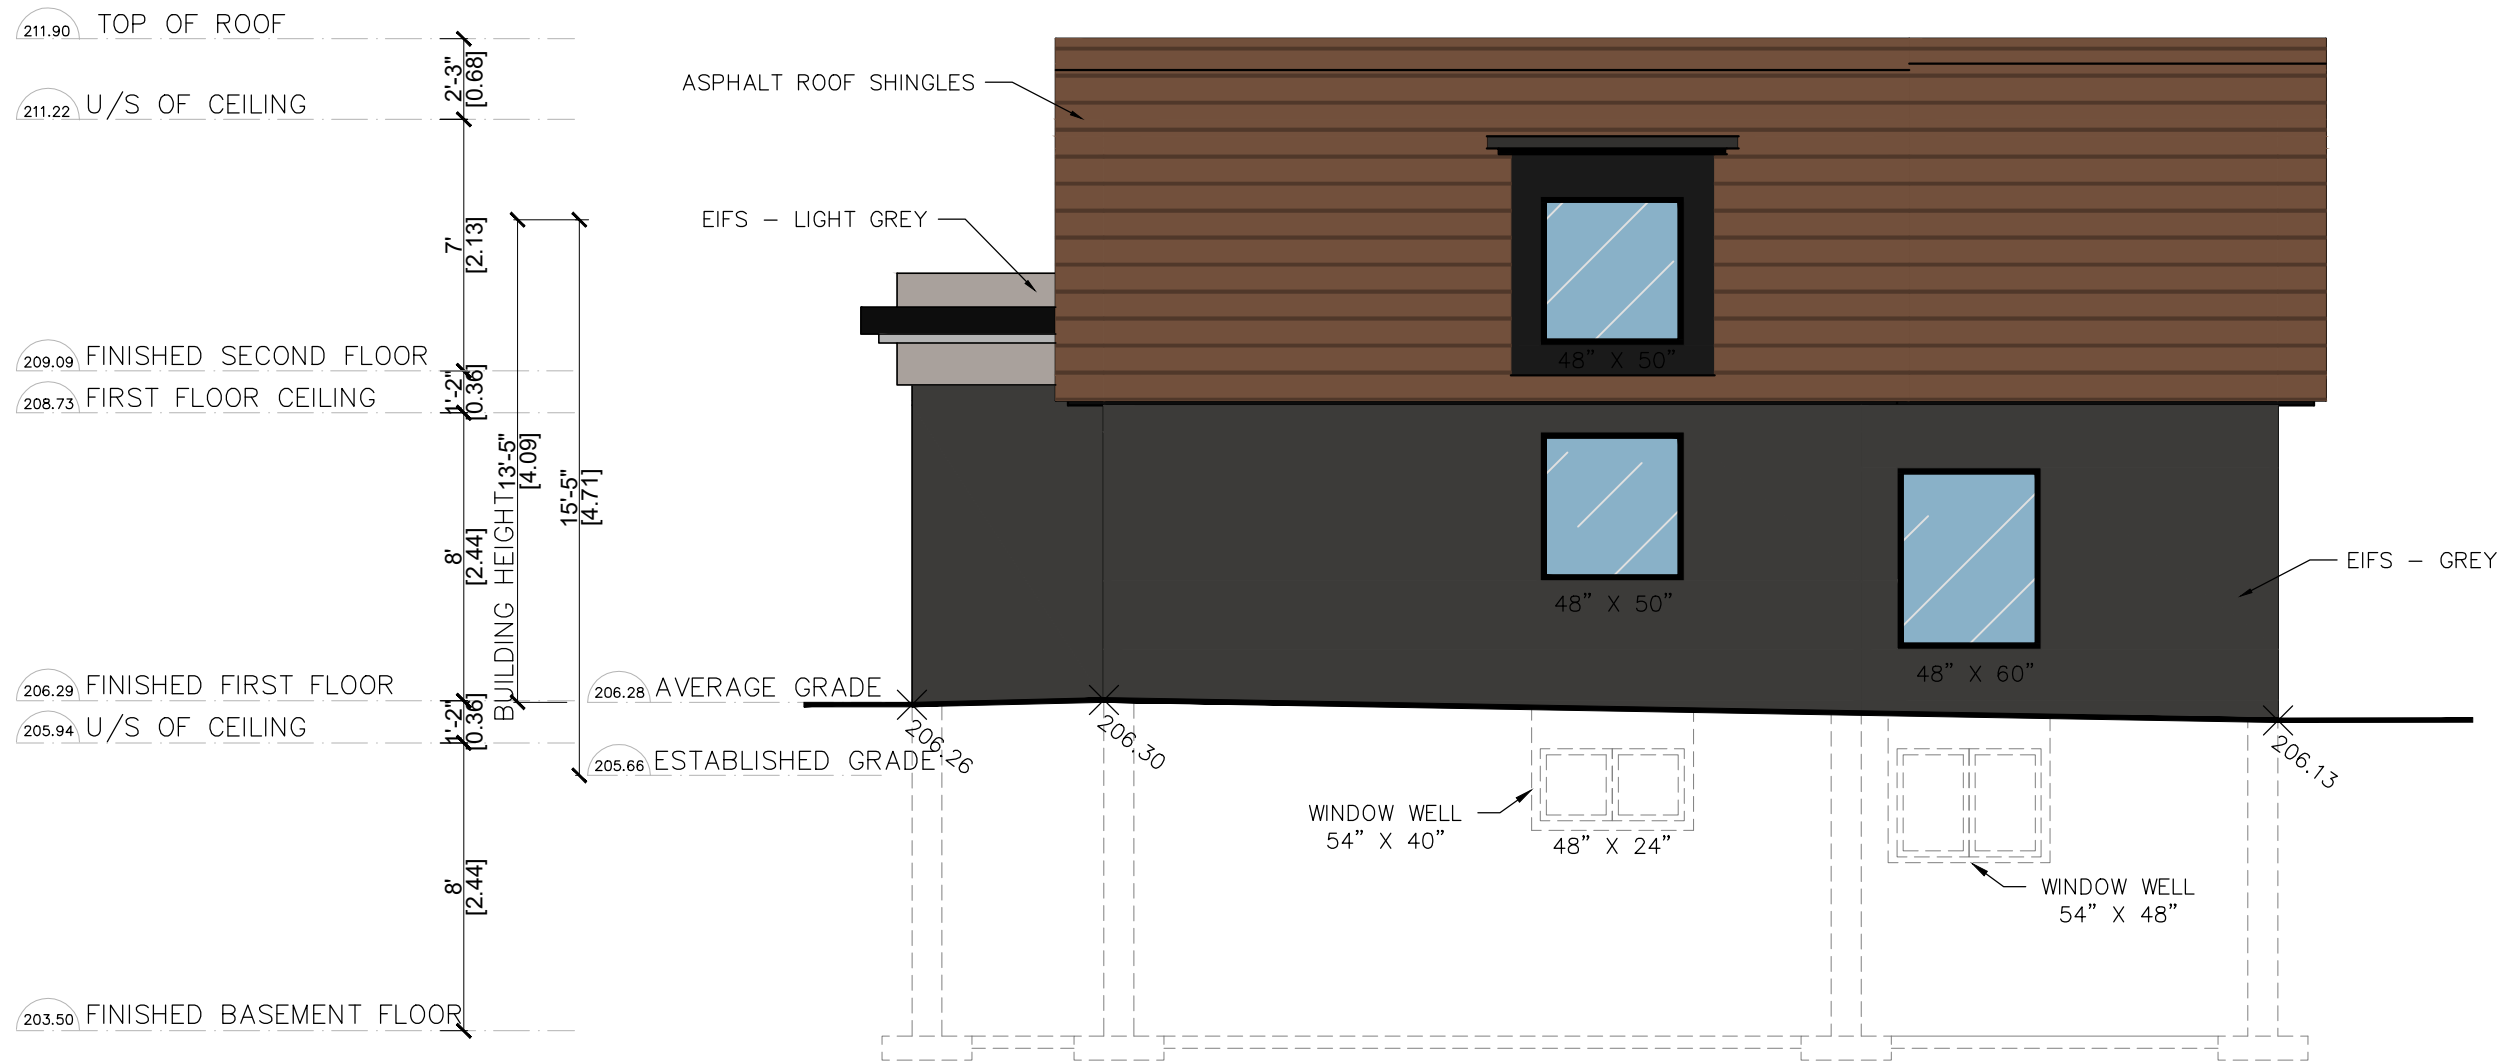 211.90 TOP OF ROOF
2'-3"
[0.68]
ASPHALT ROOF SHINGLES
211.22 U/S OF CEILING
7'
[2.13]
EIFS - LIGHT GREY
209.09 FINISHED SECOND FLOOR
1'-2"
[0.36]
48" X 50"
208.73 FIRST FLOOR CEILING
8'
[2.44]
BUILDING HEIGHT
13'-5"
[4.09]
15'-5"
[4.71]
EIFS - GREY
48" X 50"
48" X 60"
206.29 FINISHED FIRST FLOOR
206.28 AVERAGE GRADE
1'-2"
[0.36]
205.94 U/S OF CEILING
206.26
206.30
206.13
205.66 ESTABLISHED GRADE
WINDOW WELL
54" X 40"
48" X 24"
WINDOW WELL
54" X 48"
8'
[2.44]
203.50 FINISHED BASEMENT FLOOR